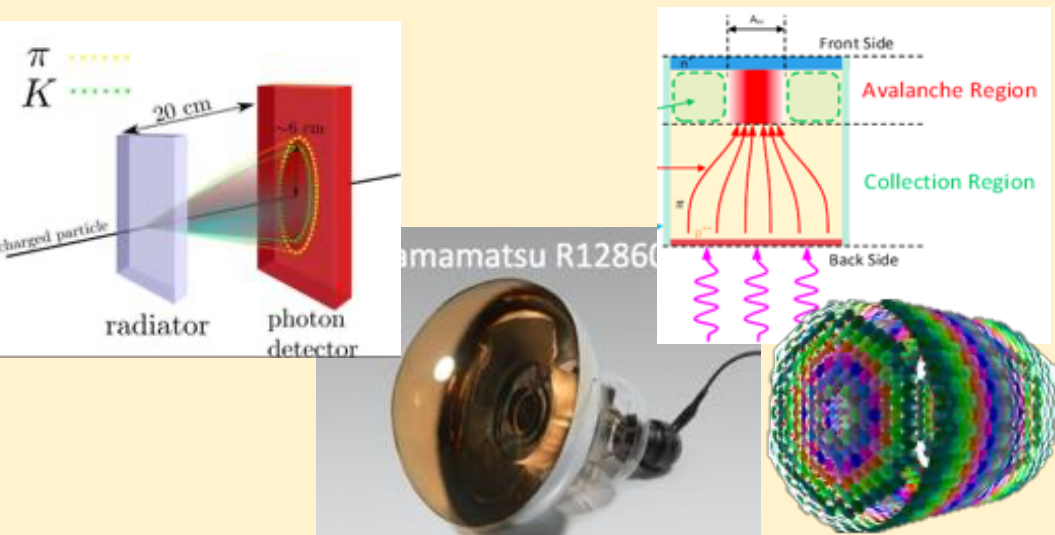 π
K
20 cm
~6 cm
charged particle
radiator
photon
detector
Front Side
Avalanche Region
Collection Region
π
Back Side
amamatsu R12860